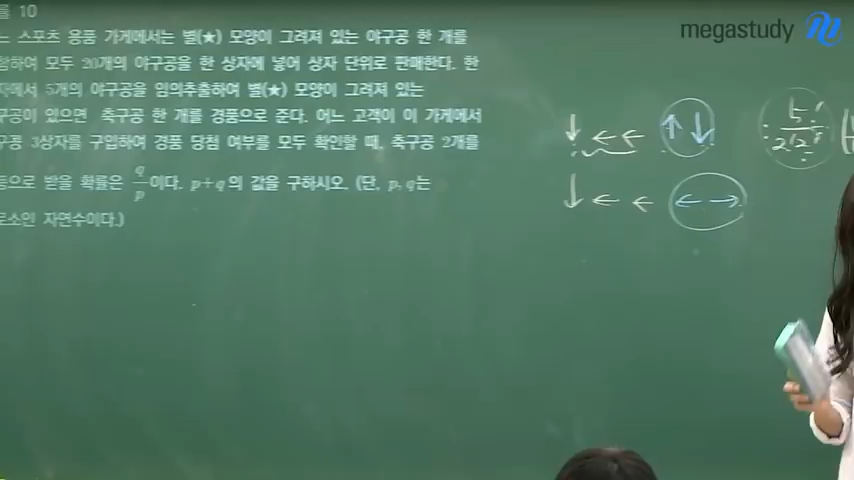 megastudy
률 10
느 스포츠 용품 가게에서는 별(★) 모양이 그려져 있는 야구공 한 개를
함하여 모두 20개의 야구공을 한 상자에 넣어 상자 단위로 판매한다. 한
자에서 5개의 야구공을 임의추출하여 별(★) 모양이 그려져 있는
구공이 있으면 축구공 한 개를 경품으로 준다. 어느 고객이 이 가게에서
구공 3상자를 구입하여 경품 당첨 여부를 모두 확인할 때, 축구공 2개를
품으로 받을 확률은 q/p이다. p+q의 값을 구하시오. (단, p, q는
로소인 자연수이다.)
↓ ← ← ↑ ↓ 5!/2!2!
↓ ← ← ← →